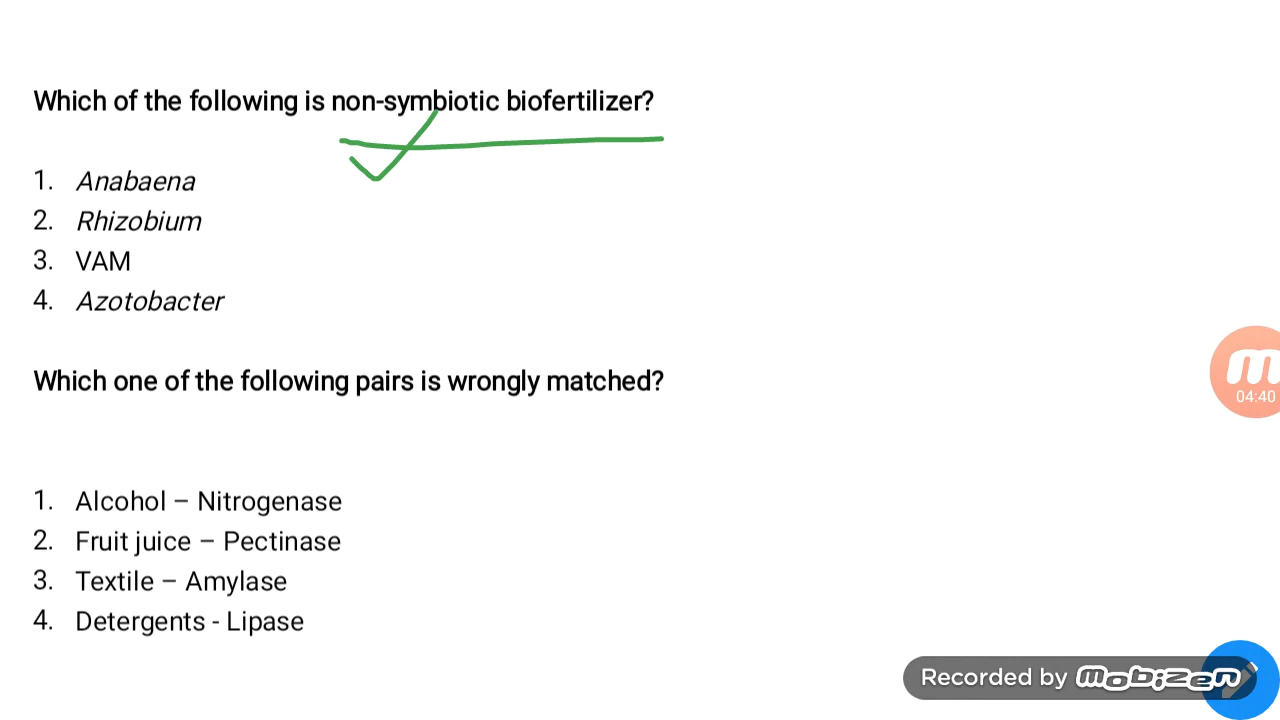 Which of the following is non-symbiotic biofertilizer?
1. Anabaena
2. Rhizobium
3. VAM
4. Azotobacter
Which one of the following pairs is wrongly matched?
1. Alcohol – Nitrogenase
2. Fruit juice – Pectinase
3. Textile – Amylase
4. Detergents - Lipase
m
04:40
Recorded by mobizen